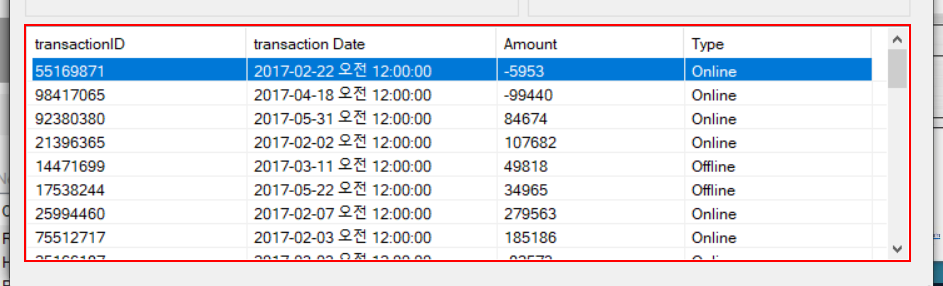 transactionID transaction Date Amount Type
55169871 2017-02-22 오전 12:00:00 -5953 Online
98417065 2017-04-18 오전 12:00:00 -99440 Online
92380380 2017-05-31 오전 12:00:00 84674 Online
21396365 2017-02-02 오전 12:00:00 107682 Online
14471699 2017-03-11 오전 12:00:00 49818 Offline
17538244 2017-05-22 오전 12:00:00 34965 Offline
25994460 2017-02-07 오전 12:00:00 279563 Online
75512717 2017-02-03 오전 12:00:00 185186 Online